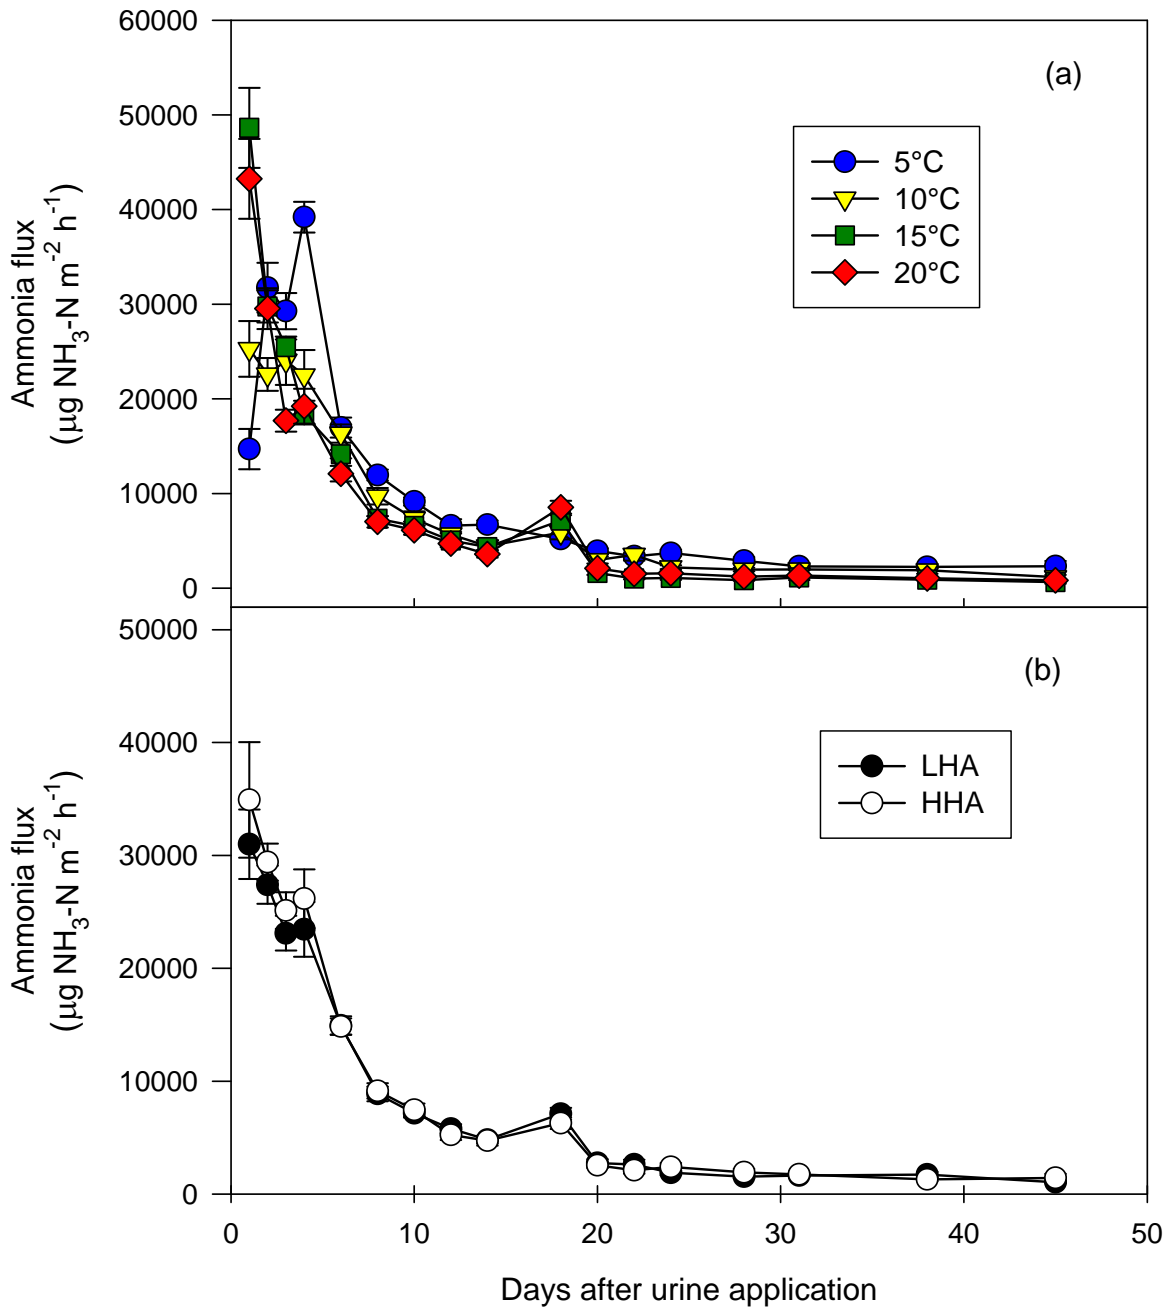 60000
50000
40000
30000
20000
10000
0
Ammonia flux
(µg NH3-N m-2 h-1)
(a)
5°C
10°C
15°C
20°C
50000
40000
30000
20000
10000
0
Ammonia flux
(µg NH3-N m-2 h-1)
(b)
LHA
HHA
0 10 20 30 40 50
Days after urine application